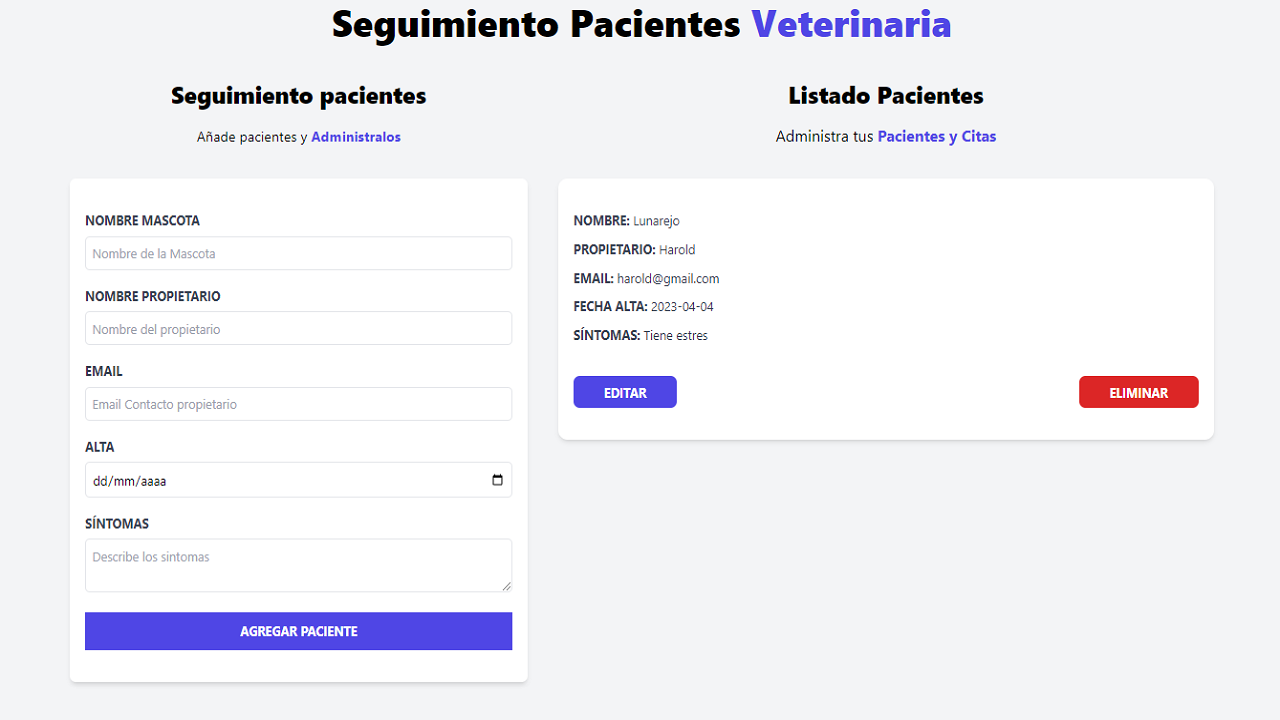 Seguimiento Pacientes Veterinaria
Seguimiento pacientes
Añade pacientes y Administralos
NOMBRE MASCOTA
Nombre de la Mascota
NOMBRE PROPIETARIO
Nombre del propietario
EMAIL
Email Contacto propietario
ALTA
dd/mm/aaaa
SÍNTOMAS
Describe los sintomas
AGREGAR PACIENTE
Listado Pacientes
Administra tus Pacientes y Citas
NOMBRE: Lunarejo
PROPIETARIO: Harold
EMAIL: harold@gmail.com
FECHA ALTA: 2023-04-04
SÍNTOMAS: Tiene estres
EDITAR
ELIMINAR